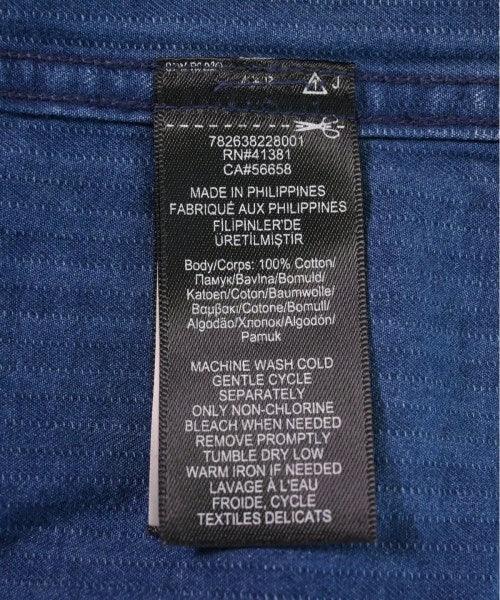 J
782638228001
RN#41381
CA#56658
MADE IN PHILIPPINES
FABRIQUÉ AUX PHILIPPINES
FİLİPİNLER'DE
ÜRETİLMİŞTİR
Body/Corps: 100% Cotton/
Памук/Bavlna/Bomuld/
Katoen/Coton/Baumwolle/
Βαμβακι/Cotone/Bomull/
Algodão/Хлопок/Algodón/
Pamuk
MACHINE WASH COLD
GENTLE CYCLE
SEPARATELY
ONLY NON-CHLORINE
BLEACH WHEN NEEDED
REMOVE PROMPTLY
TUMBLE DRY LOW
WARM IRON IF NEEDED
LAVAGE À L'EAU
FROIDE, CYCLE
TEXTILES DELICATS